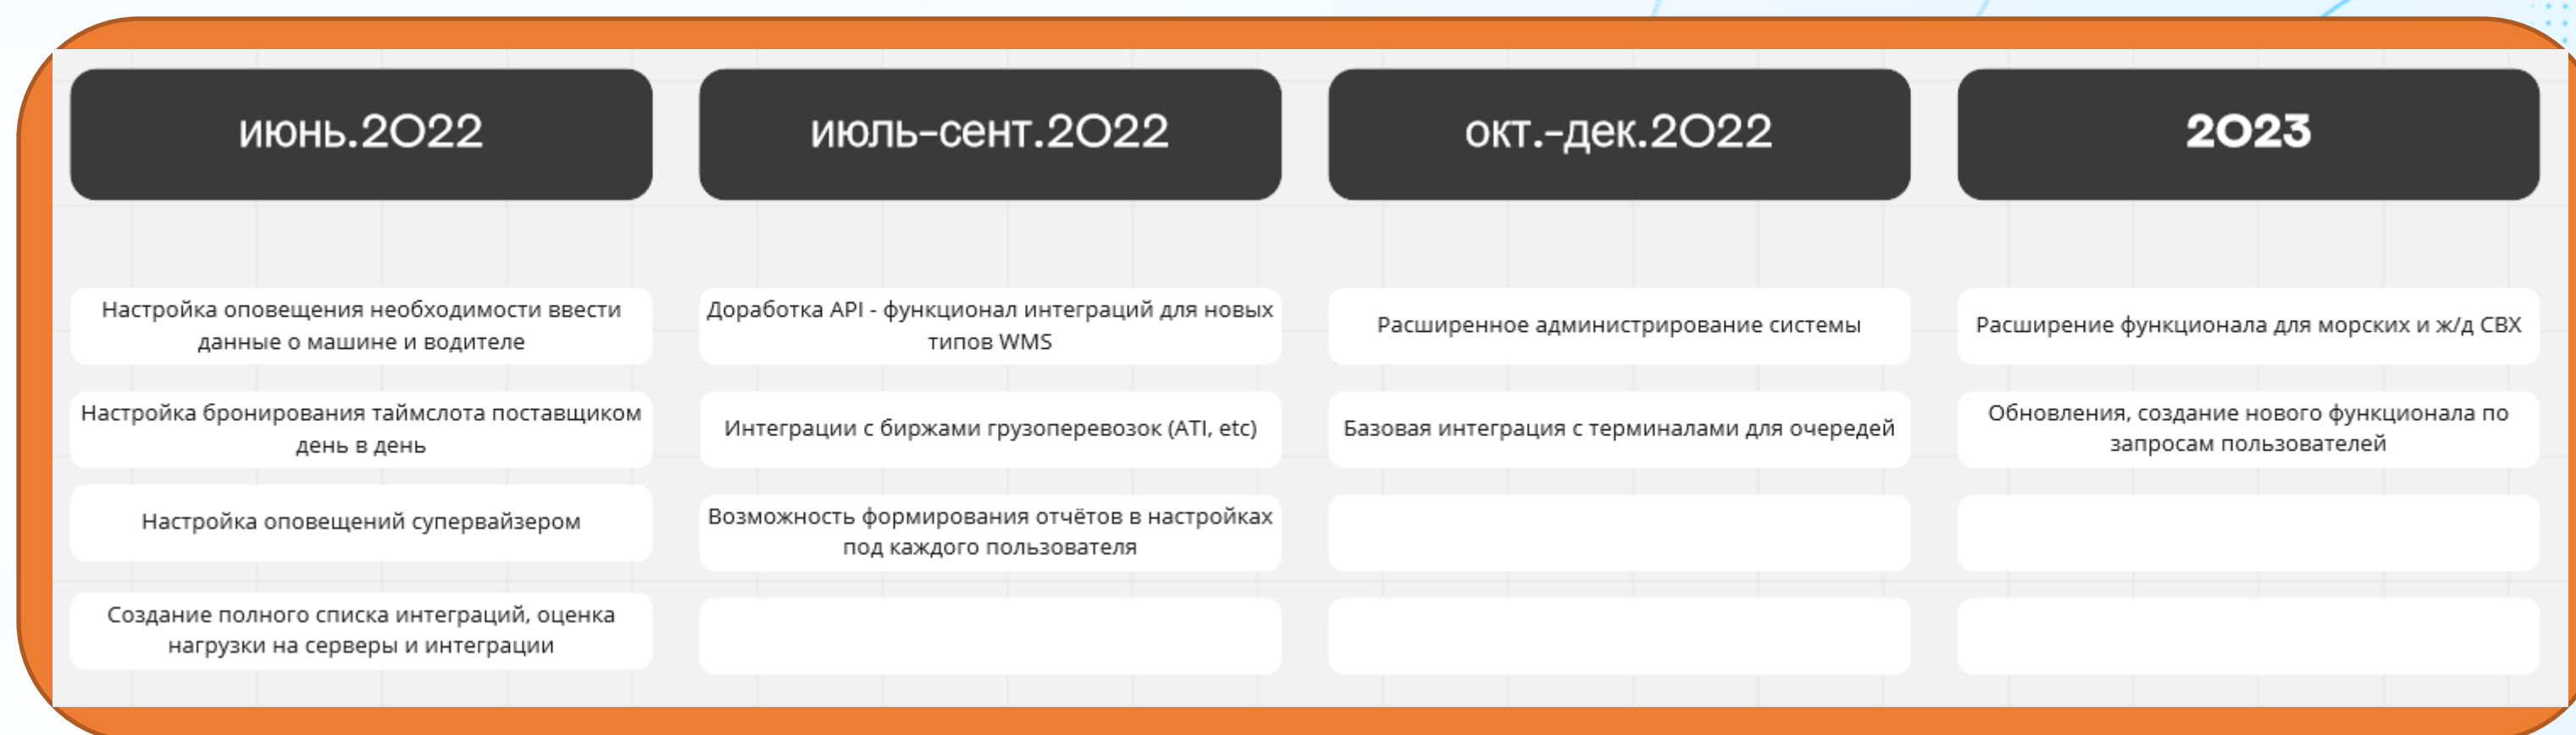 июнь.2022
июль-сент.2022
окт.-дек.2022
2023
Настройка оповещения необходимости ввести
данные о машине и водителе
Настройка бронирования таймслота поставщиком
день в день
Настройка оповещений супервайзером
Создание полного списка интеграций, оценка
нагрузки на серверы и интеграции
Доработка API - функционал интеграций для новых
типов WMS
Интеграции с биржами грузоперевозок (ATI, etc)
Возможность формирования отчётов в настройках
под каждого пользователя
Расширенное администрирование системы
Базовая интеграция с терминалами для очередей
Расширение функционала для морских и ж/д СВХ
Обновления, создание нового функционала по
запросам пользователей